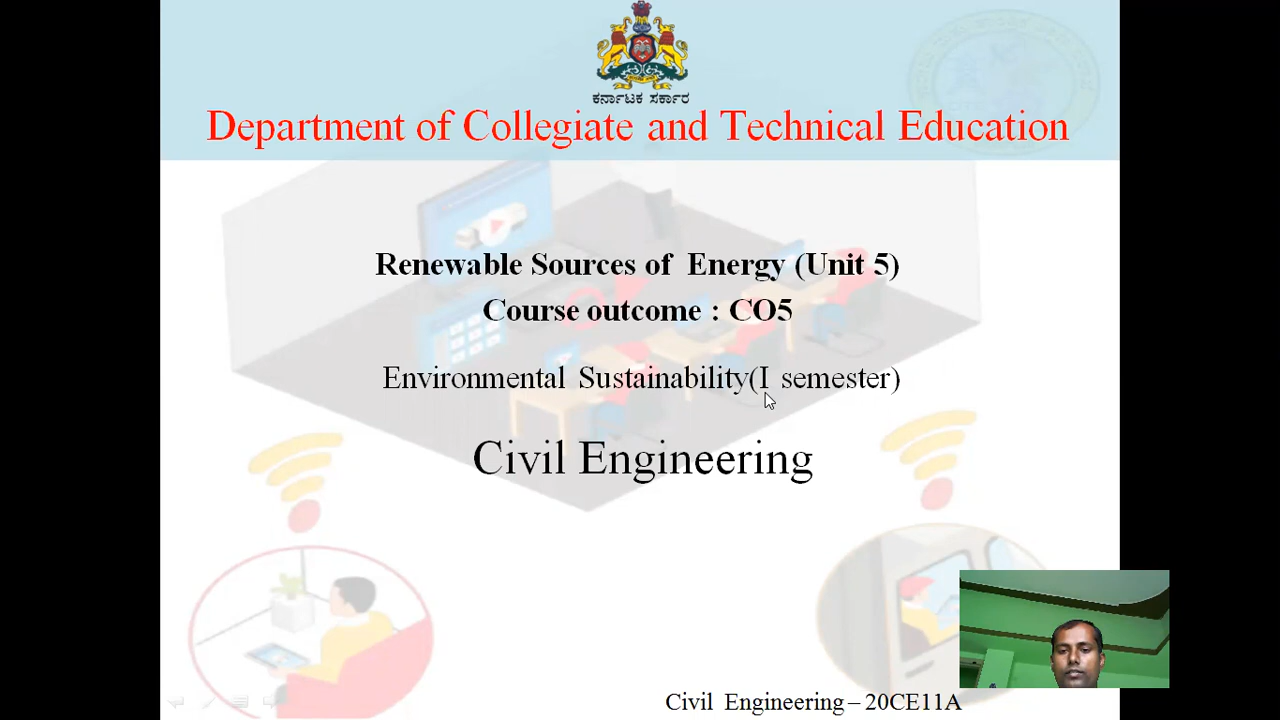 ಕರ್ನಾಟಕ ಸರ್ಕಾರ
Department of Collegiate and Technical Education
Renewable Sources of Energy (Unit 5)
Course outcome : CO5
Environmental Sustainability(I semester)
Civil Engineering
Civil Engineering – 20CE11A